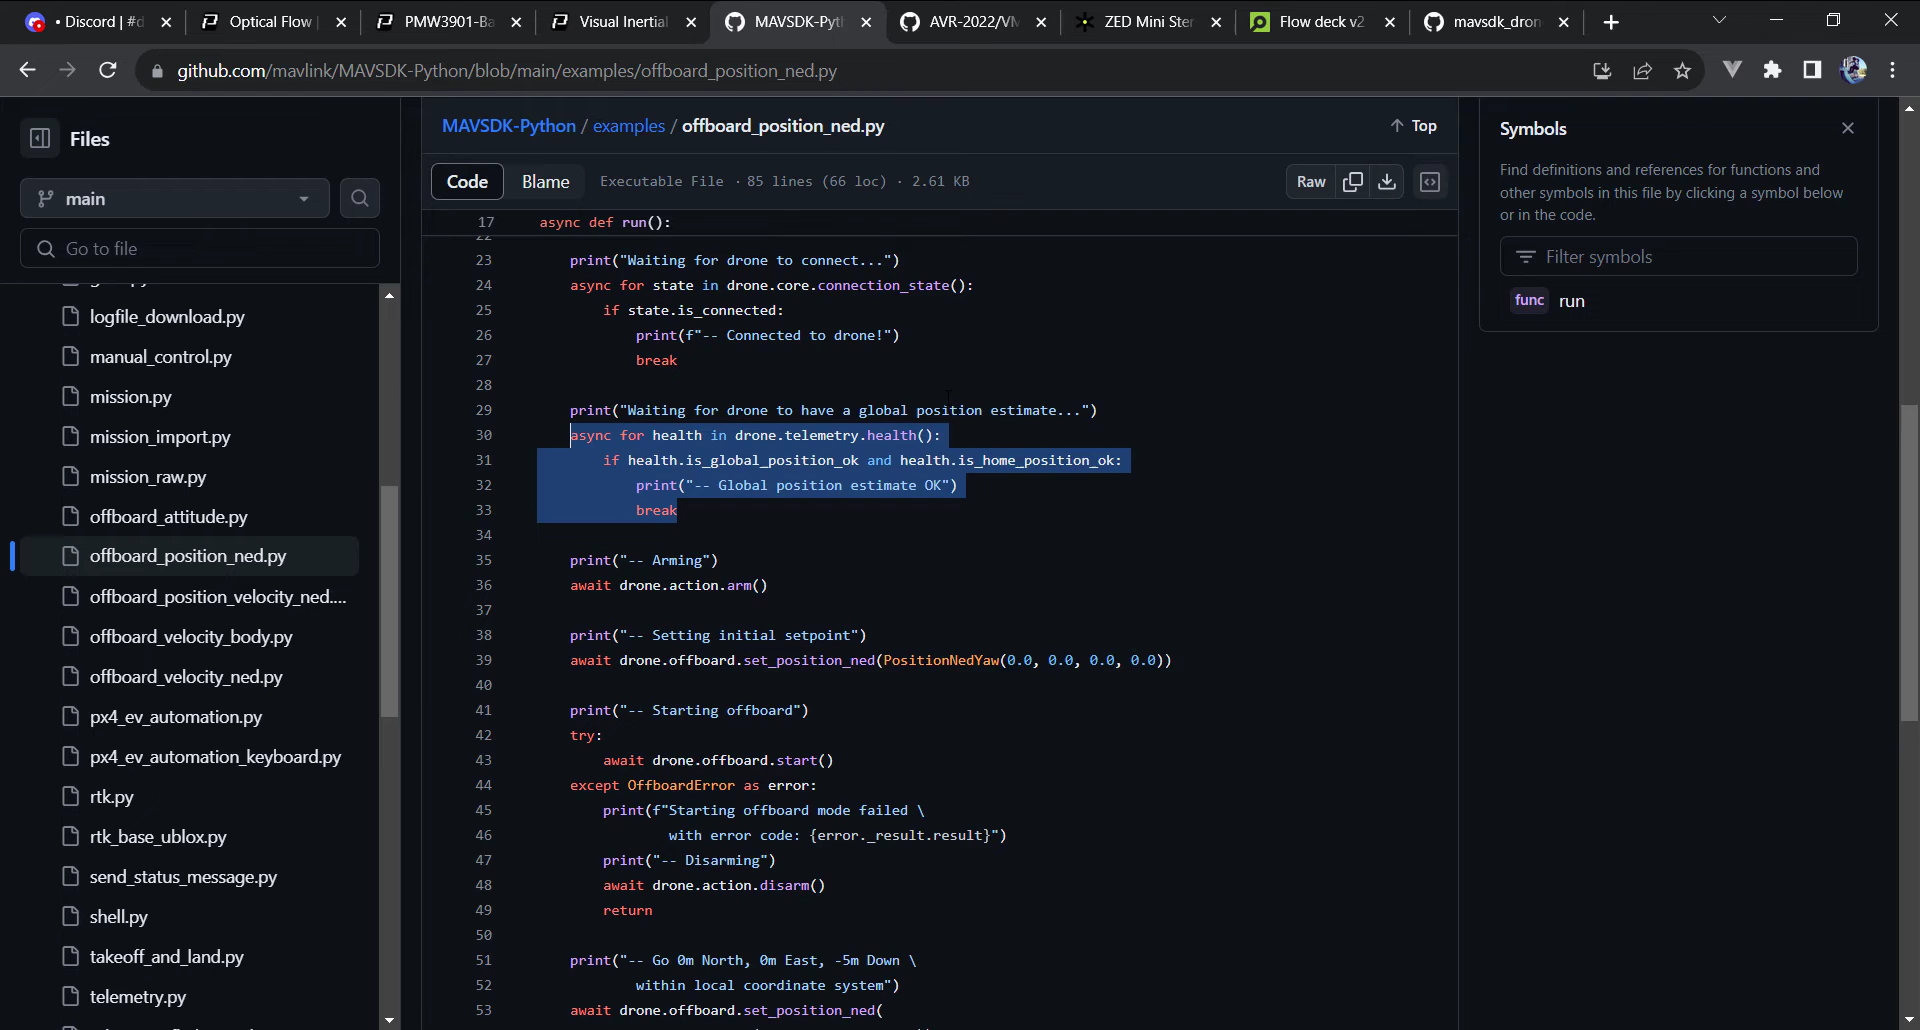 • Discord | #d
Optical Flow |
PMW3901-Ba
Visual Inertial
MAVSDK-Pyth
AVR-2022/VM
ZED Mini Ster
Flow deck v2
mavsdk_dron
github.com/mavlink/MAVSDK-Python/blob/main/examples/offboard_position_ned.py
Files
main
Go to file
logfile_download.py
manual_control.py
mission.py
mission_import.py
mission_raw.py
offboard_attitude.py
offboard_position_ned.py
offboard_position_velocity_ned....
offboard_velocity_body.py
offboard_velocity_ned.py
px4_ev_automation.py
px4_ev_automation_keyboard.py
rtk.py
rtk_base_ublox.py
send_status_message.py
shell.py
takeoff_and_land.py
telemetry.py
MAVSDK-Python / examples / offboard_position_ned.py
Top
Code Blame Executable File · 85 lines (66 loc) · 2.61 KB
Raw
17 async def run():
22
23 print("Waiting for drone to connect...")
24 async for state in drone.core.connection_state():
25 if state.is_connected:
26 print(f"-- Connected to drone!")
27 break
28
29 print("Waiting for drone to have a global position estimate...")
30 async for health in drone.telemetry.health():
31 if health.is_global_position_ok and health.is_home_position_ok:
32 print("-- Global position estimate OK")
33 break
34
35 print("-- Arming")
36 await drone.action.arm()
37
38 print("-- Setting initial setpoint")
39 await drone.offboard.set_position_ned(PositionNedYaw(0.0, 0.0, 0.0, 0.0))
40
41 print("-- Starting offboard")
42 try:
43 await drone.offboard.start()
44 except OffboardError as error:
45 print(f"Starting offboard mode failed \
46 with error code: {error._result.result}")
47 print("-- Disarming")
48 await drone.action.disarm()
49 return
50
51 print("-- Go 0m North, 0m East, -5m Down \
52 within local coordinate system")
53 await drone.offboard.set_position_ned(
Symbols
Find definitions and references for functions and
other symbols in this file by clicking a symbol below
or in the code.
Filter symbols
func run